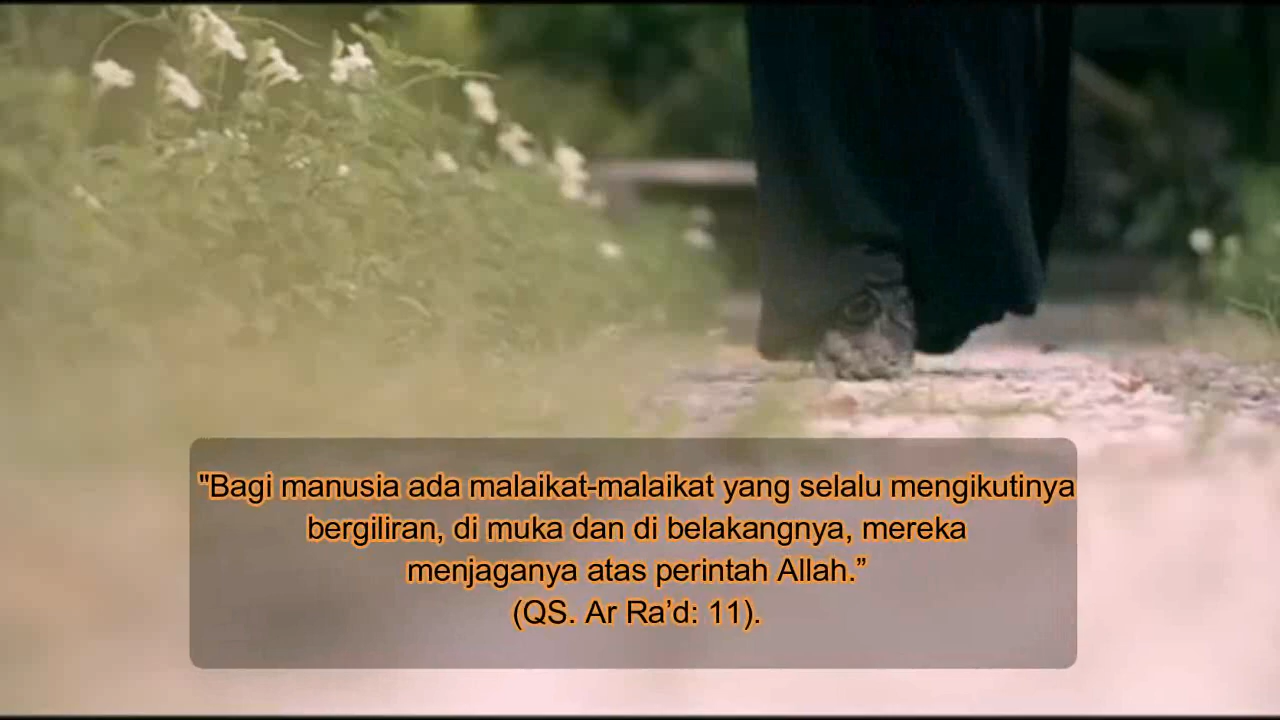 "Bagi manusia ada malaikat-malaikat yang selalu mengikutinya
bergiliran, di muka dan di belakangnya, mereka
menjaganya atas perintah Allah.”
(QS. Ar Ra’d: 11).